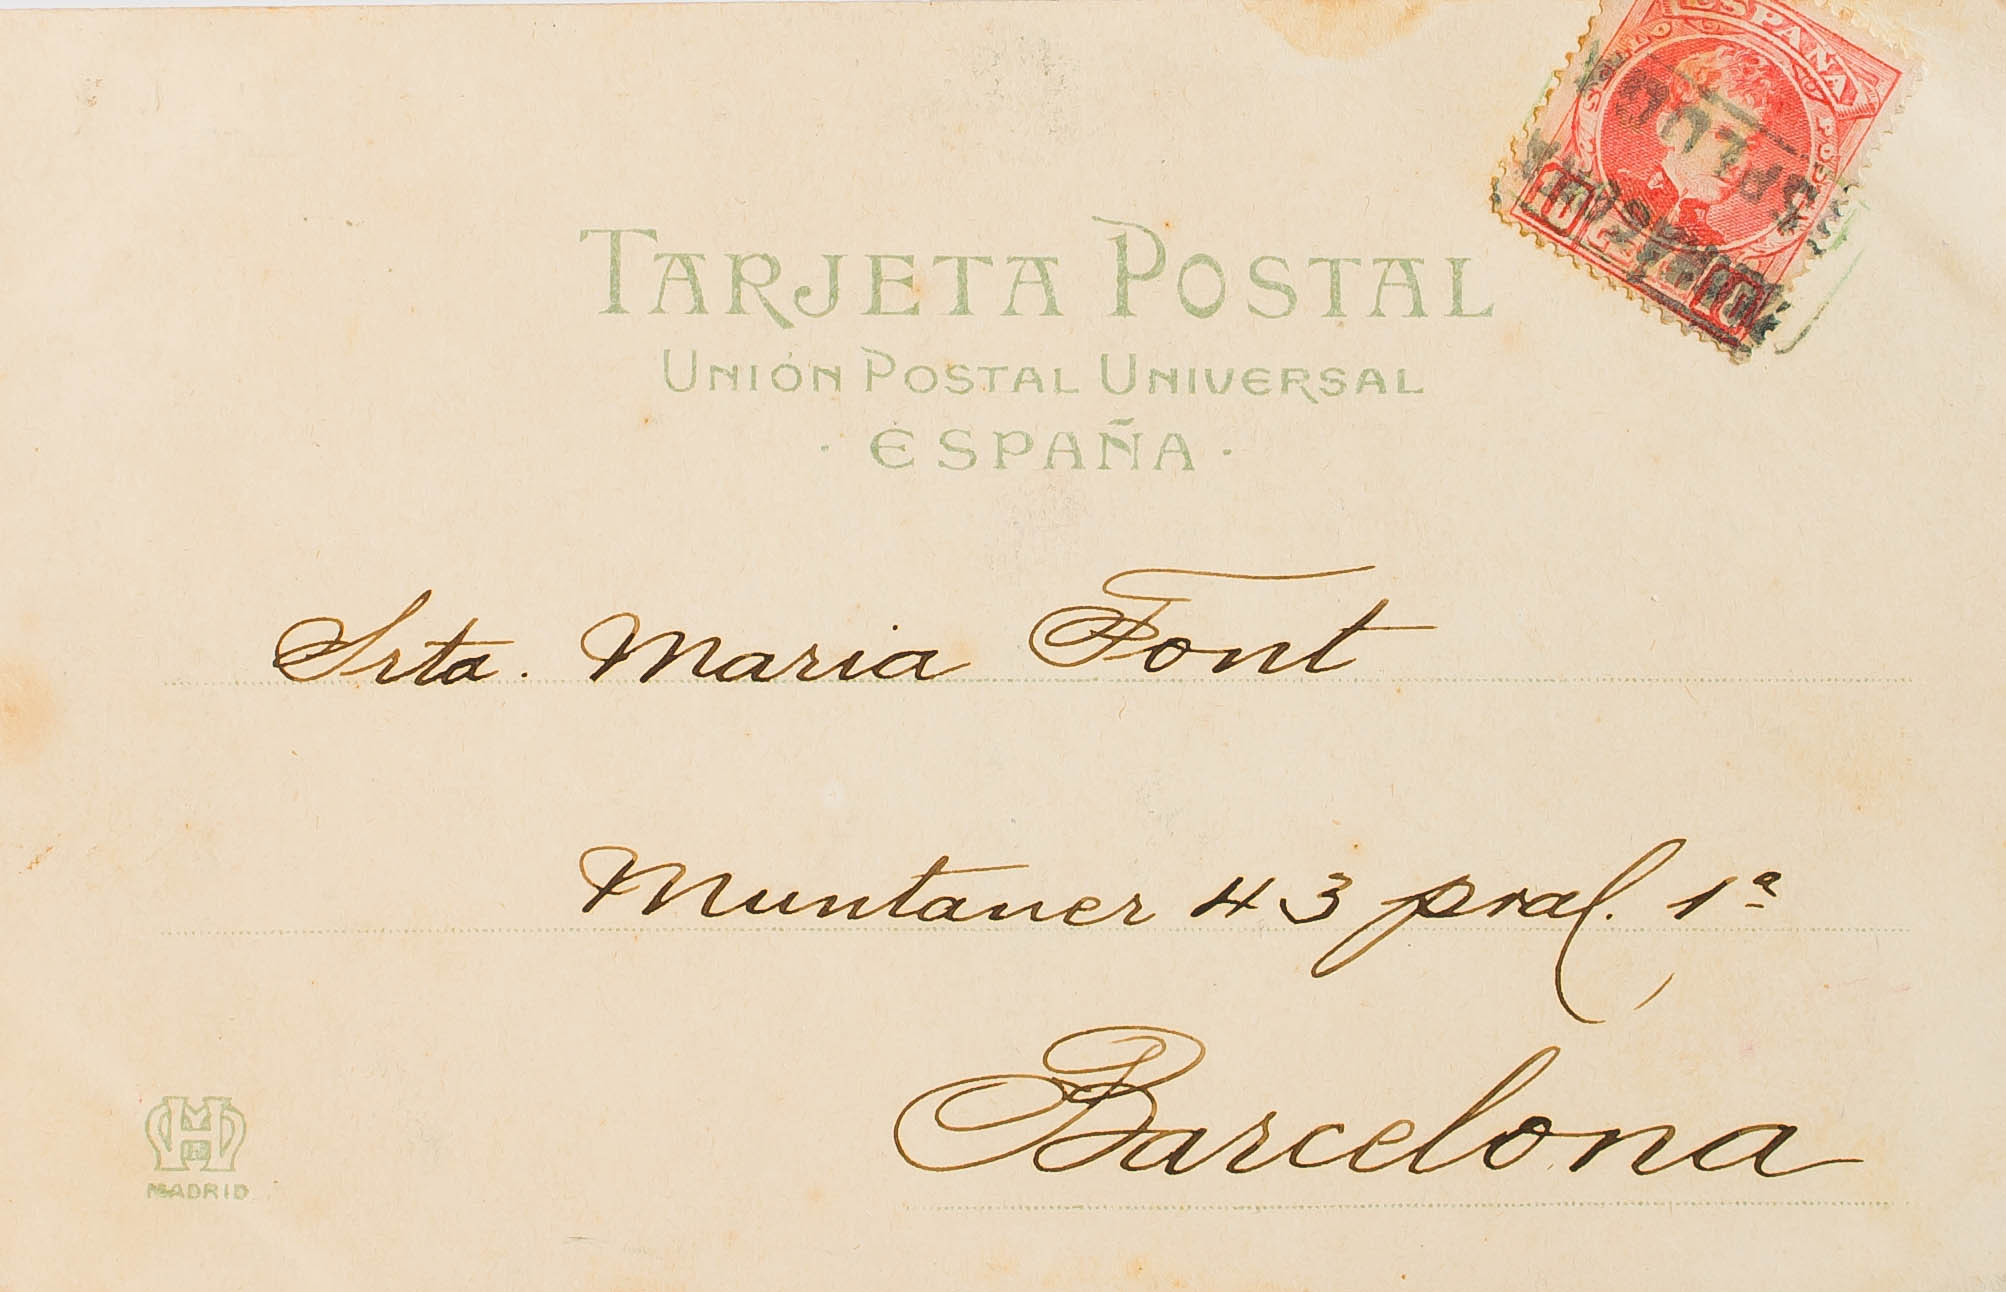 ESPAÑA
TARJETA POSTAL
UNIÓN POSTAL UNIVERSAL
· ESPAÑA ·
Srta. Maria Font
Muntaner 43 pral. 1ª
Barcelona
MADRID